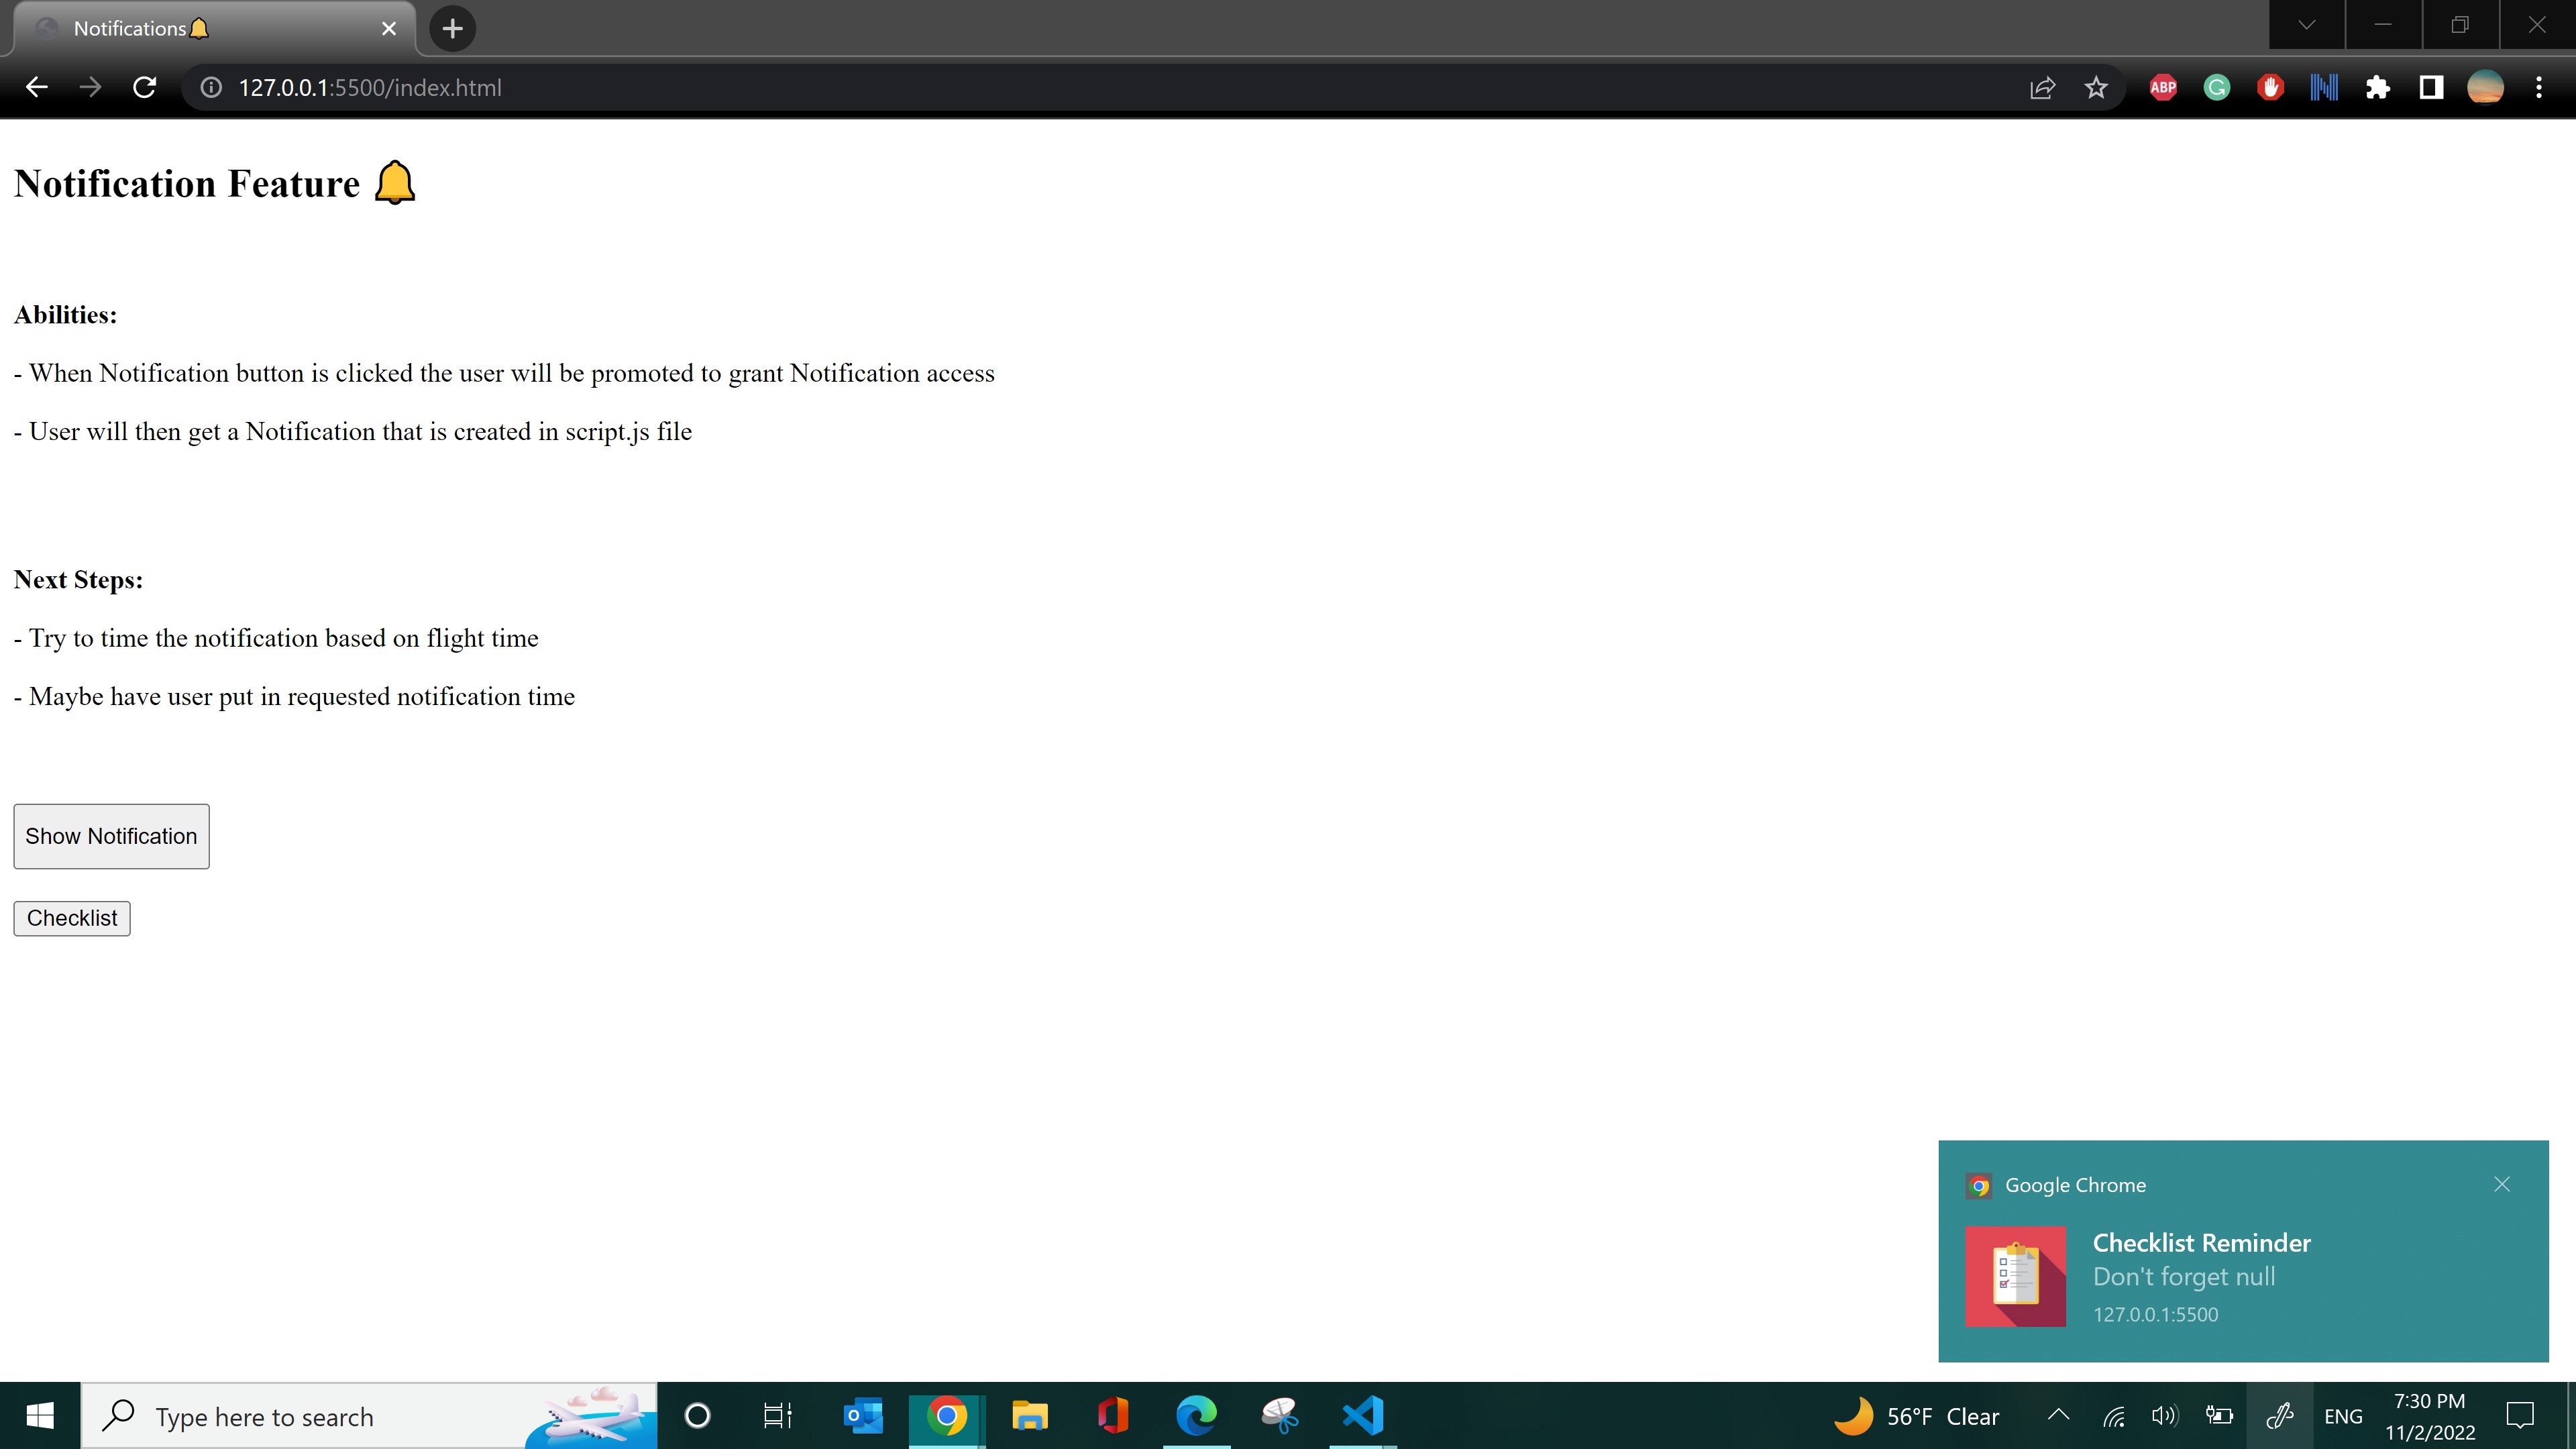 Notifications🔔
127.0.0.1:5500/index.html
ABP
Notification Feature 🔔
Abilities:
- When Notification button is clicked the user will be promoted to grant Notification access
- User will then get a Notification that is created in script.js file
Next Steps:
- Try to time the notification based on flight time
- Maybe have user put in requested notification time
Show Notification
Checklist
Google Chrome
Checklist Reminder
Don't forget null
127.0.0.1:5500
Type here to search
56°F Clear
ENG
7:30 PM
11/2/2022